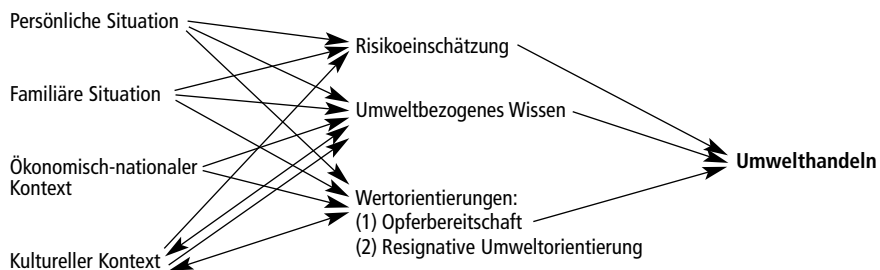 Persönliche Situation
Familiäre Situation
Ökonomisch-nationaler
Kontext
Kultureller Kontext
Risikoeinschätzung
Umweltbezogenes Wissen
Wertorientierungen:
(1) Opferbereitschaft
(2) Resignative Umweltorientierung
Umwelthandeln